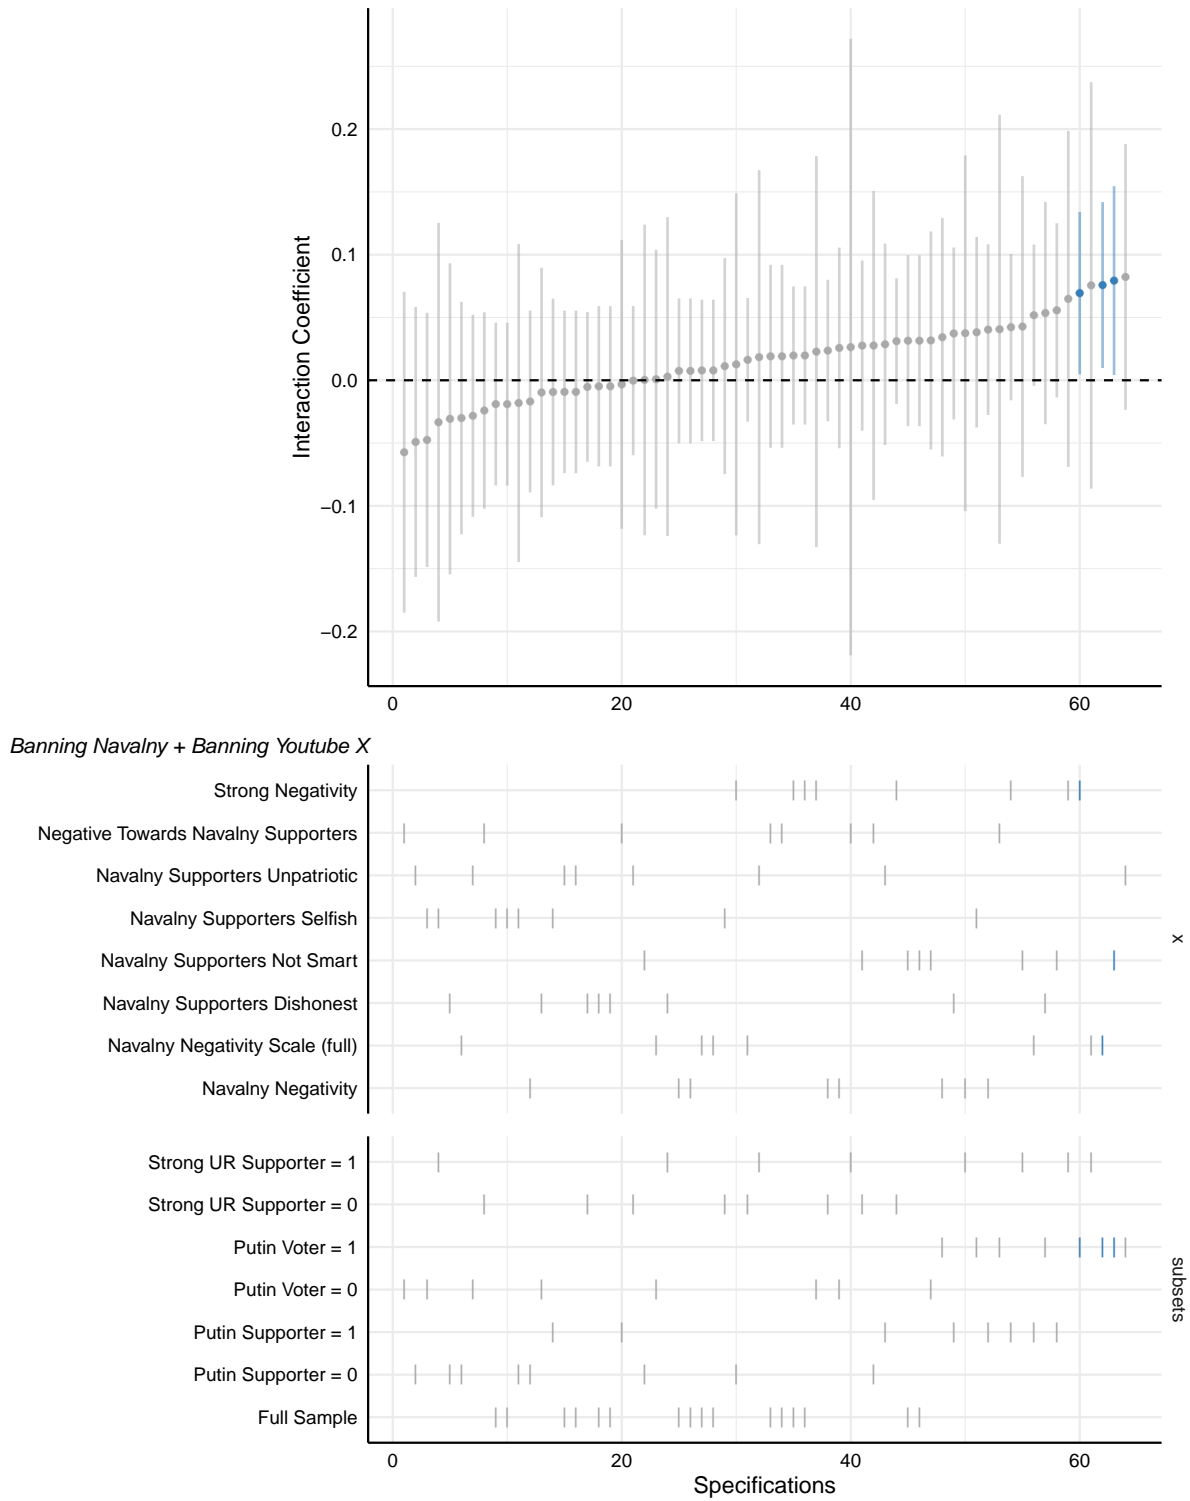 Interaction Coefficient
0.2
0.1
0.0
−0.1
−0.2
0 20 40 60
Banning Navalny + Banning Youtube X
Strong Negativity
Negative Towards Navalny Supporters
Navalny Supporters Unpatriotic
Navalny Supporters Selfish
Navalny Supporters Not Smart
Navalny Supporters Dishonest
Navalny Negativity Scale (full)
Navalny Negativity
x
Strong UR Supporter = 1
Strong UR Supporter = 0
Putin Voter = 1
Putin Voter = 0
Putin Supporter = 1
Putin Supporter = 0
Full Sample
subsets
0 20 40 60
Specifications